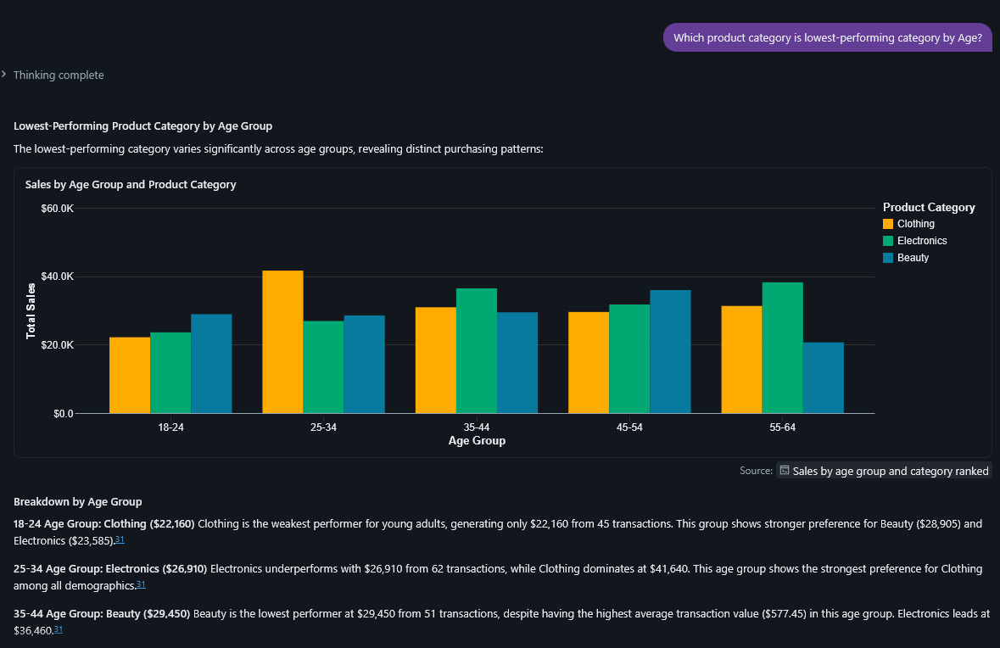 Which product category is lowest-performing category by Age?
Thinking complete
Lowest-Performing Product Category by Age Group
The lowest-performing category varies significantly across age groups, revealing distinct purchasing patterns:
Sales by Age Group and Product Category
$60.0K
$40.0K
$20.0K
$0.0
Total Sales
18-24
25-34
35-44
45-54
55-64
Age Group
Product Category
Clothing
Electronics
Beauty
Source: Sales by age group and category ranked
Breakdown by Age Group
18-24 Age Group: Clothing ($22,160) Clothing is the weakest performer for young adults, generating only $22,160 from 45 transactions. This group shows stronger preference for Beauty ($28,905) and
Electronics ($23,585).31
25-34 Age Group: Electronics ($26,910) Electronics underperforms with $26,910 from 62 transactions, while Clothing dominates at $41,640. This age group shows the strongest preference for Clothing
among all demographics.31
35-44 Age Group: Beauty ($29,450) Beauty is the lowest performer at $29,450 from 51 transactions, despite having the highest average transaction value ($577.45) in this age group. Electronics leads at
$36,460.31